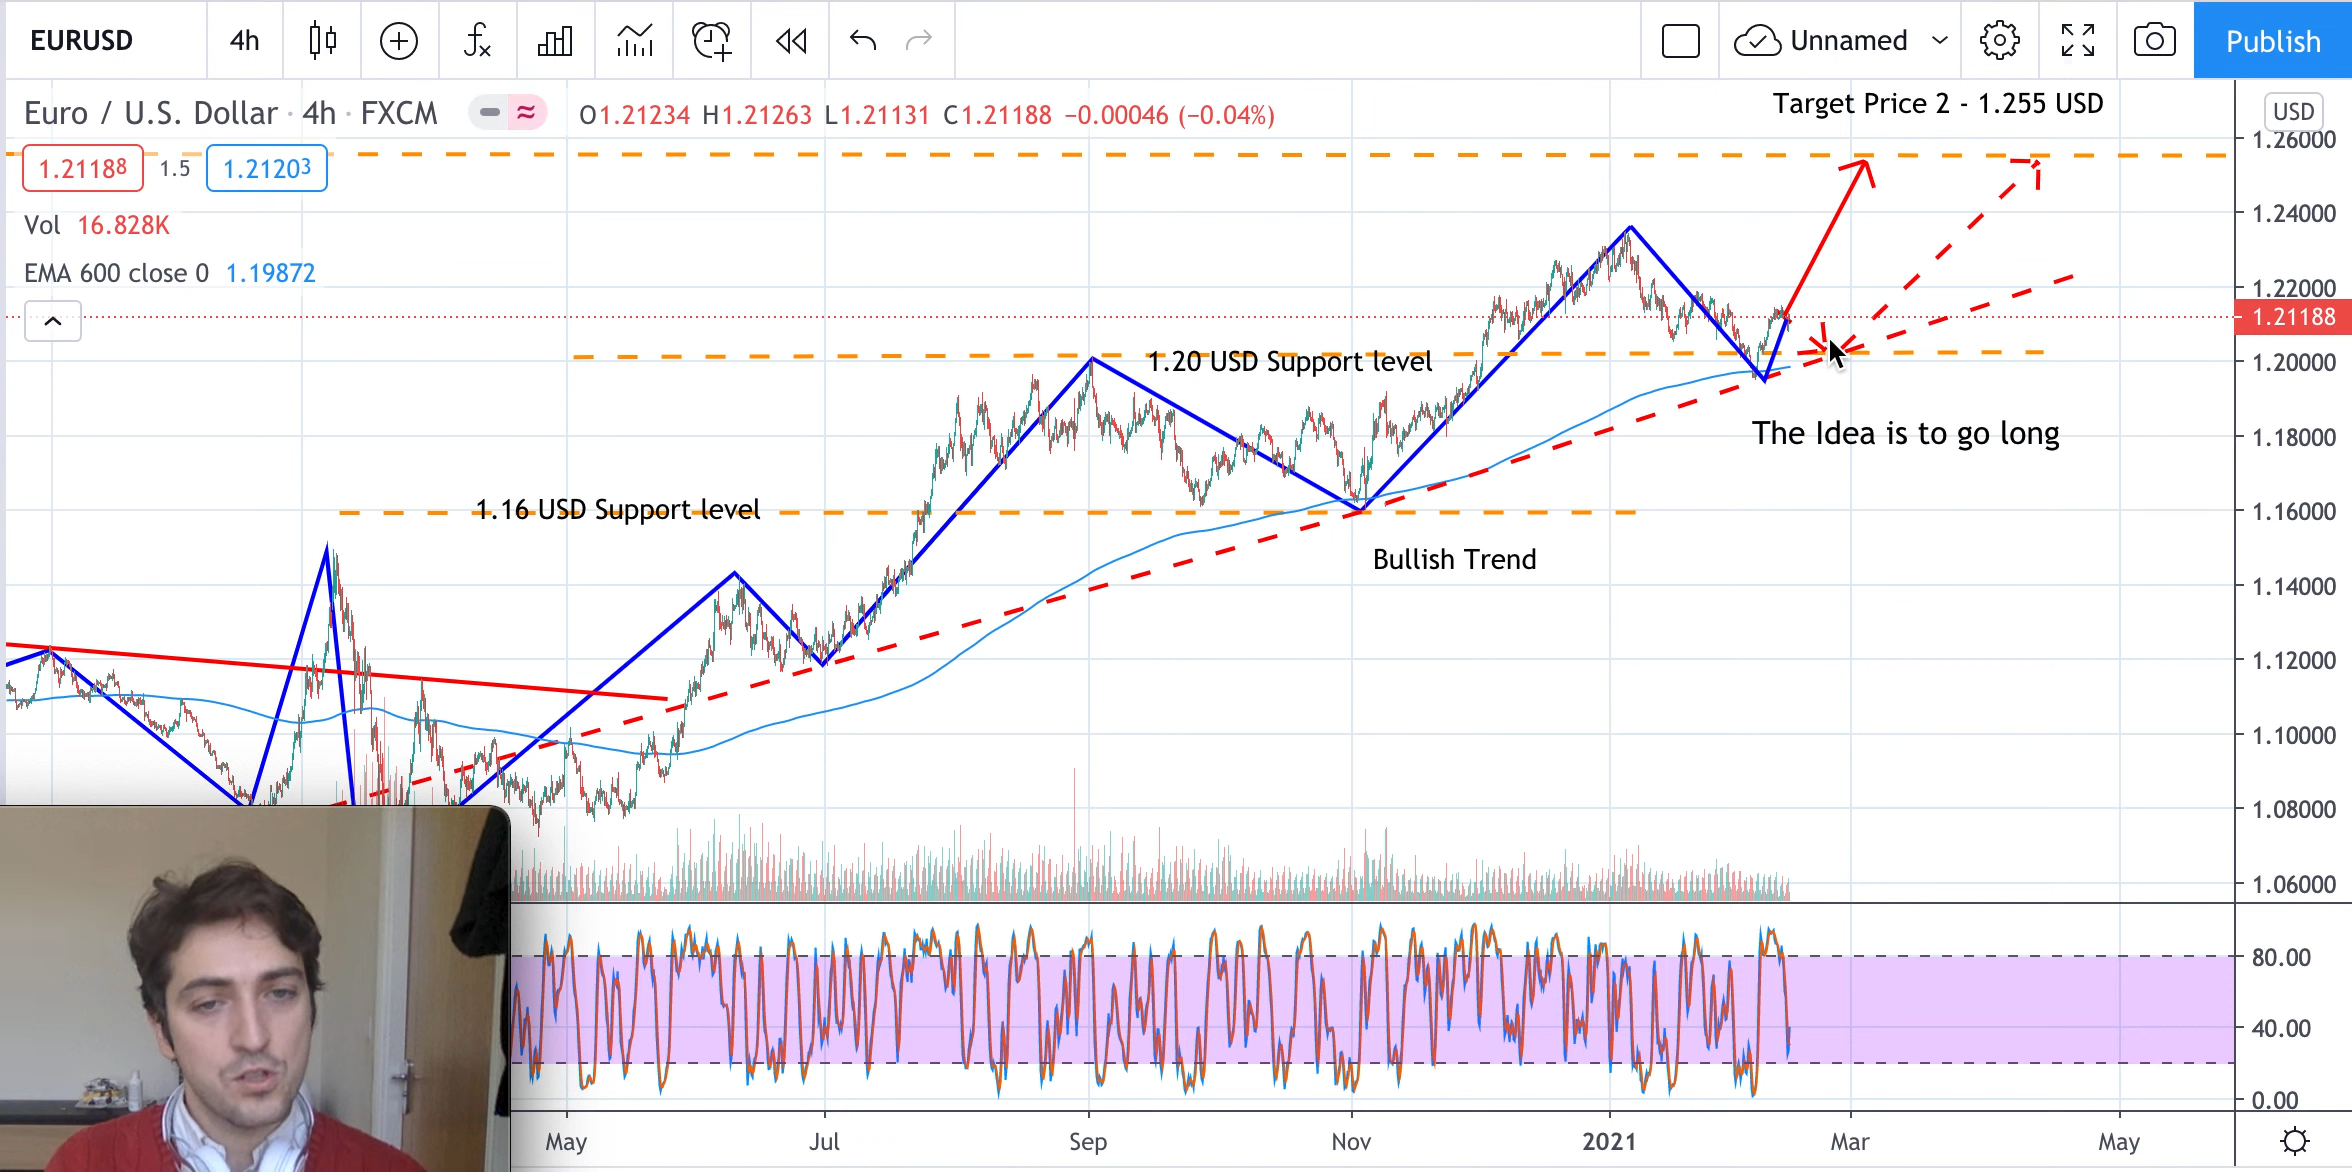 EURUSD 4h fx Unnamed Publish
Euro / U.S. Dollar · 4h · FXCM O1.21234 H1.21263 L1.21131 C1.21188 −0.00046 (−0.04%)
Target Price 2 - 1.255 USD
USD
1.21188 1.5 1.21203
Vol 16.828K
EMA 600 close 0 1.19872
1.26000
1.24000
1.22000
1.21188
1.20000
1.18000
1.16000
1.14000
1.12000
1.10000
1.08000
1.06000
1.20 USD Support level
The Idea is to go long
1.16 USD Support level
Bullish Trend
80.00
40.00
0.00
May Jul Sep Nov 2021 Mar May